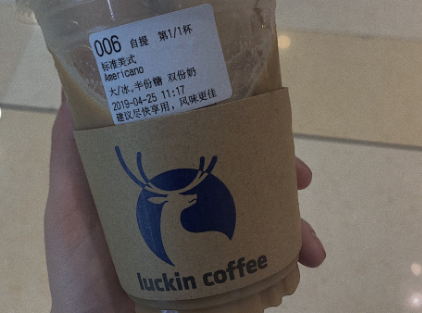 006 自提 第1/1杯
标准美式
Americano
大/冰,半份糖 双份奶
2019-04-25 11:17
建议尽快享用，风味更佳
luckin coffee